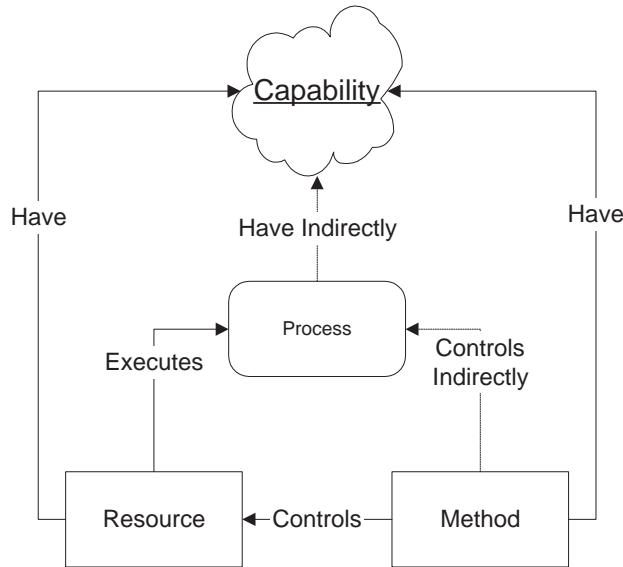 Capability
Have
Have
Have Indirectly
Process
Executes
Controls
Indirectly
Resource
Controls
Method